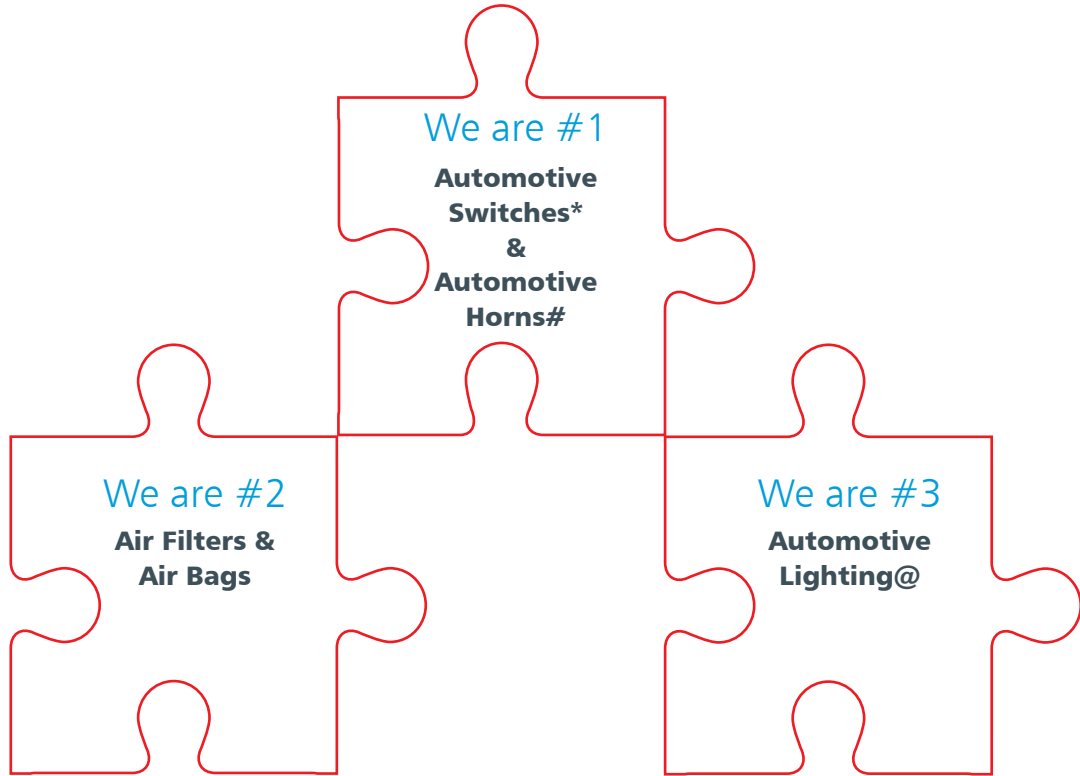 We are #1
Automotive
Switches*
&
Automotive
Horns#
We are #2
Air Filters &
Air Bags
We are #3
Automotive
Lighting@